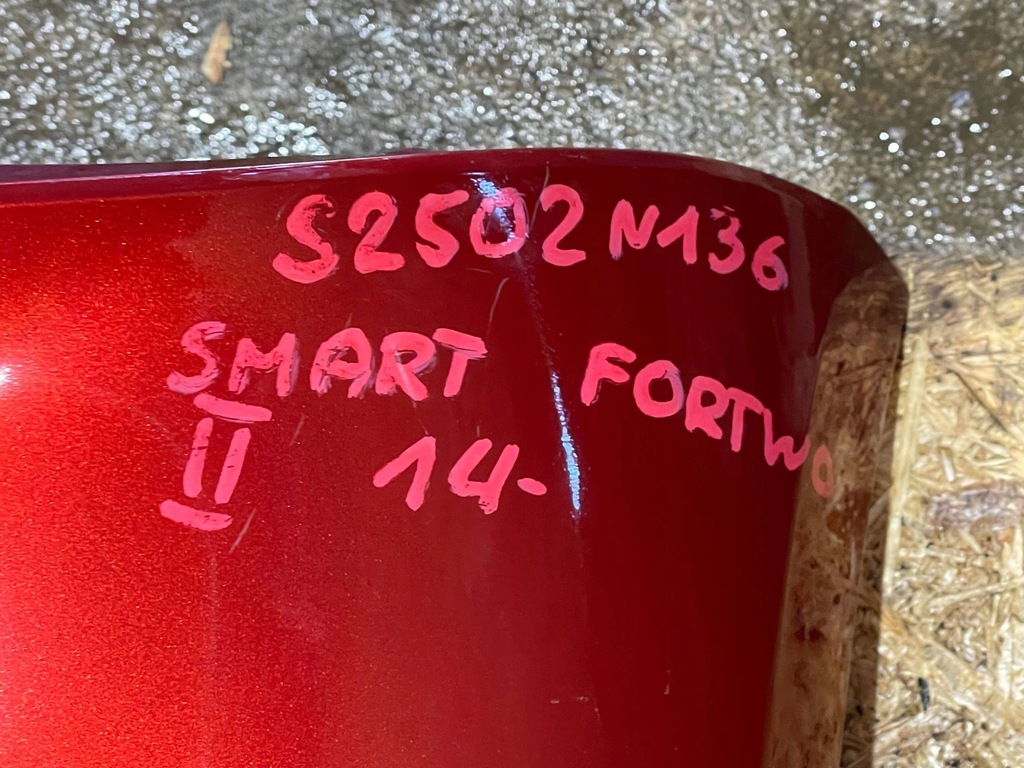 S2502N136
SMART FORTWO
II 14-